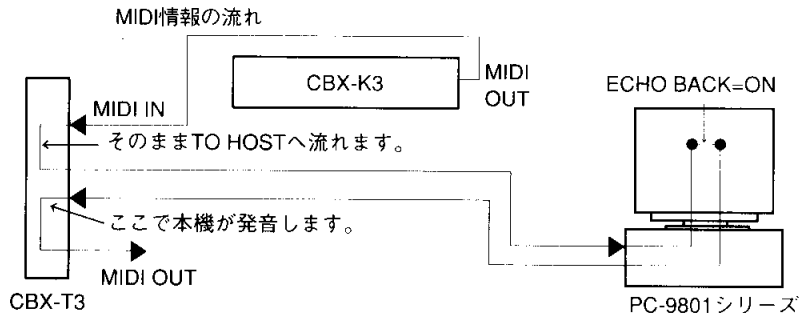 MIDI情報の流れ
CBX-K3
MIDI
OUT
ECHO BACK=ON
MIDI IN
そのままTO HOSTへ流れます。
ここで本機が発音します。
MIDI OUT
CBX-T3
PC-9801シリーズ